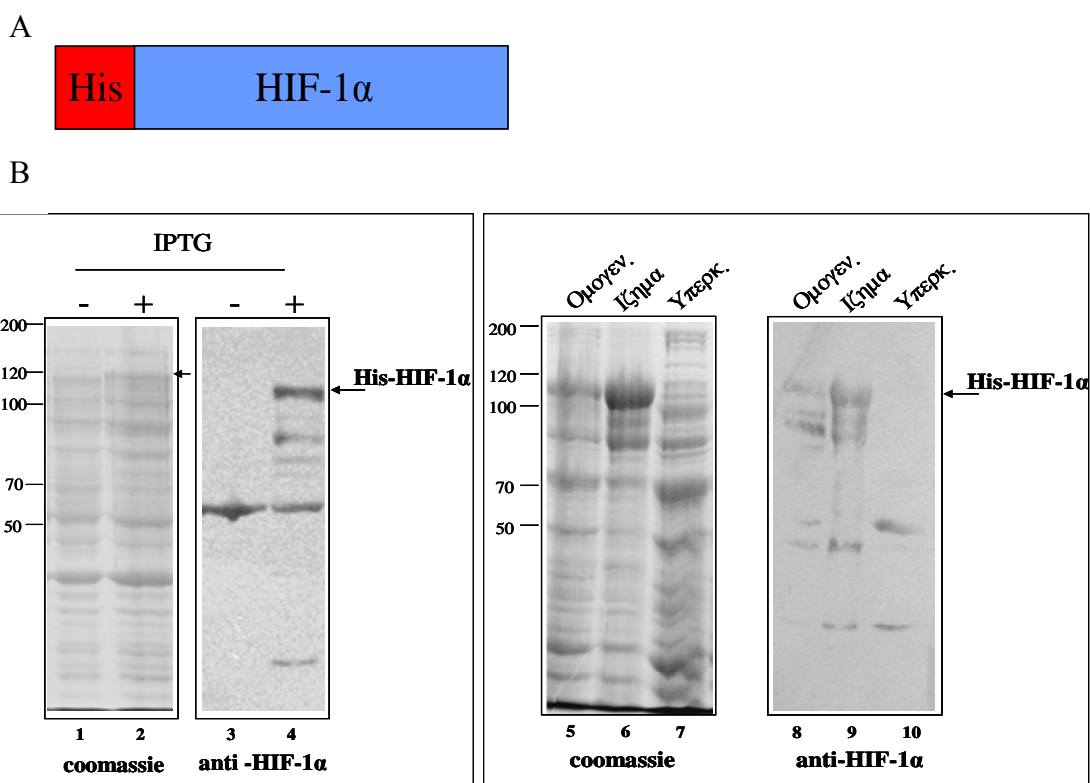 A
His HIF-1α
B
IPTG
- + - +
200
120
100
70
50
His-HIF-1α
1 2 3 4
coomassie anti -HIF-1α
Ομογεν. Ιζημα Υπερκ. Ομογεν. Ιζημα Υπερκ.
200
120
100
70
50
His-HIF-1α
5 6 7 8 9 10
coomassie anti-HIF-1α